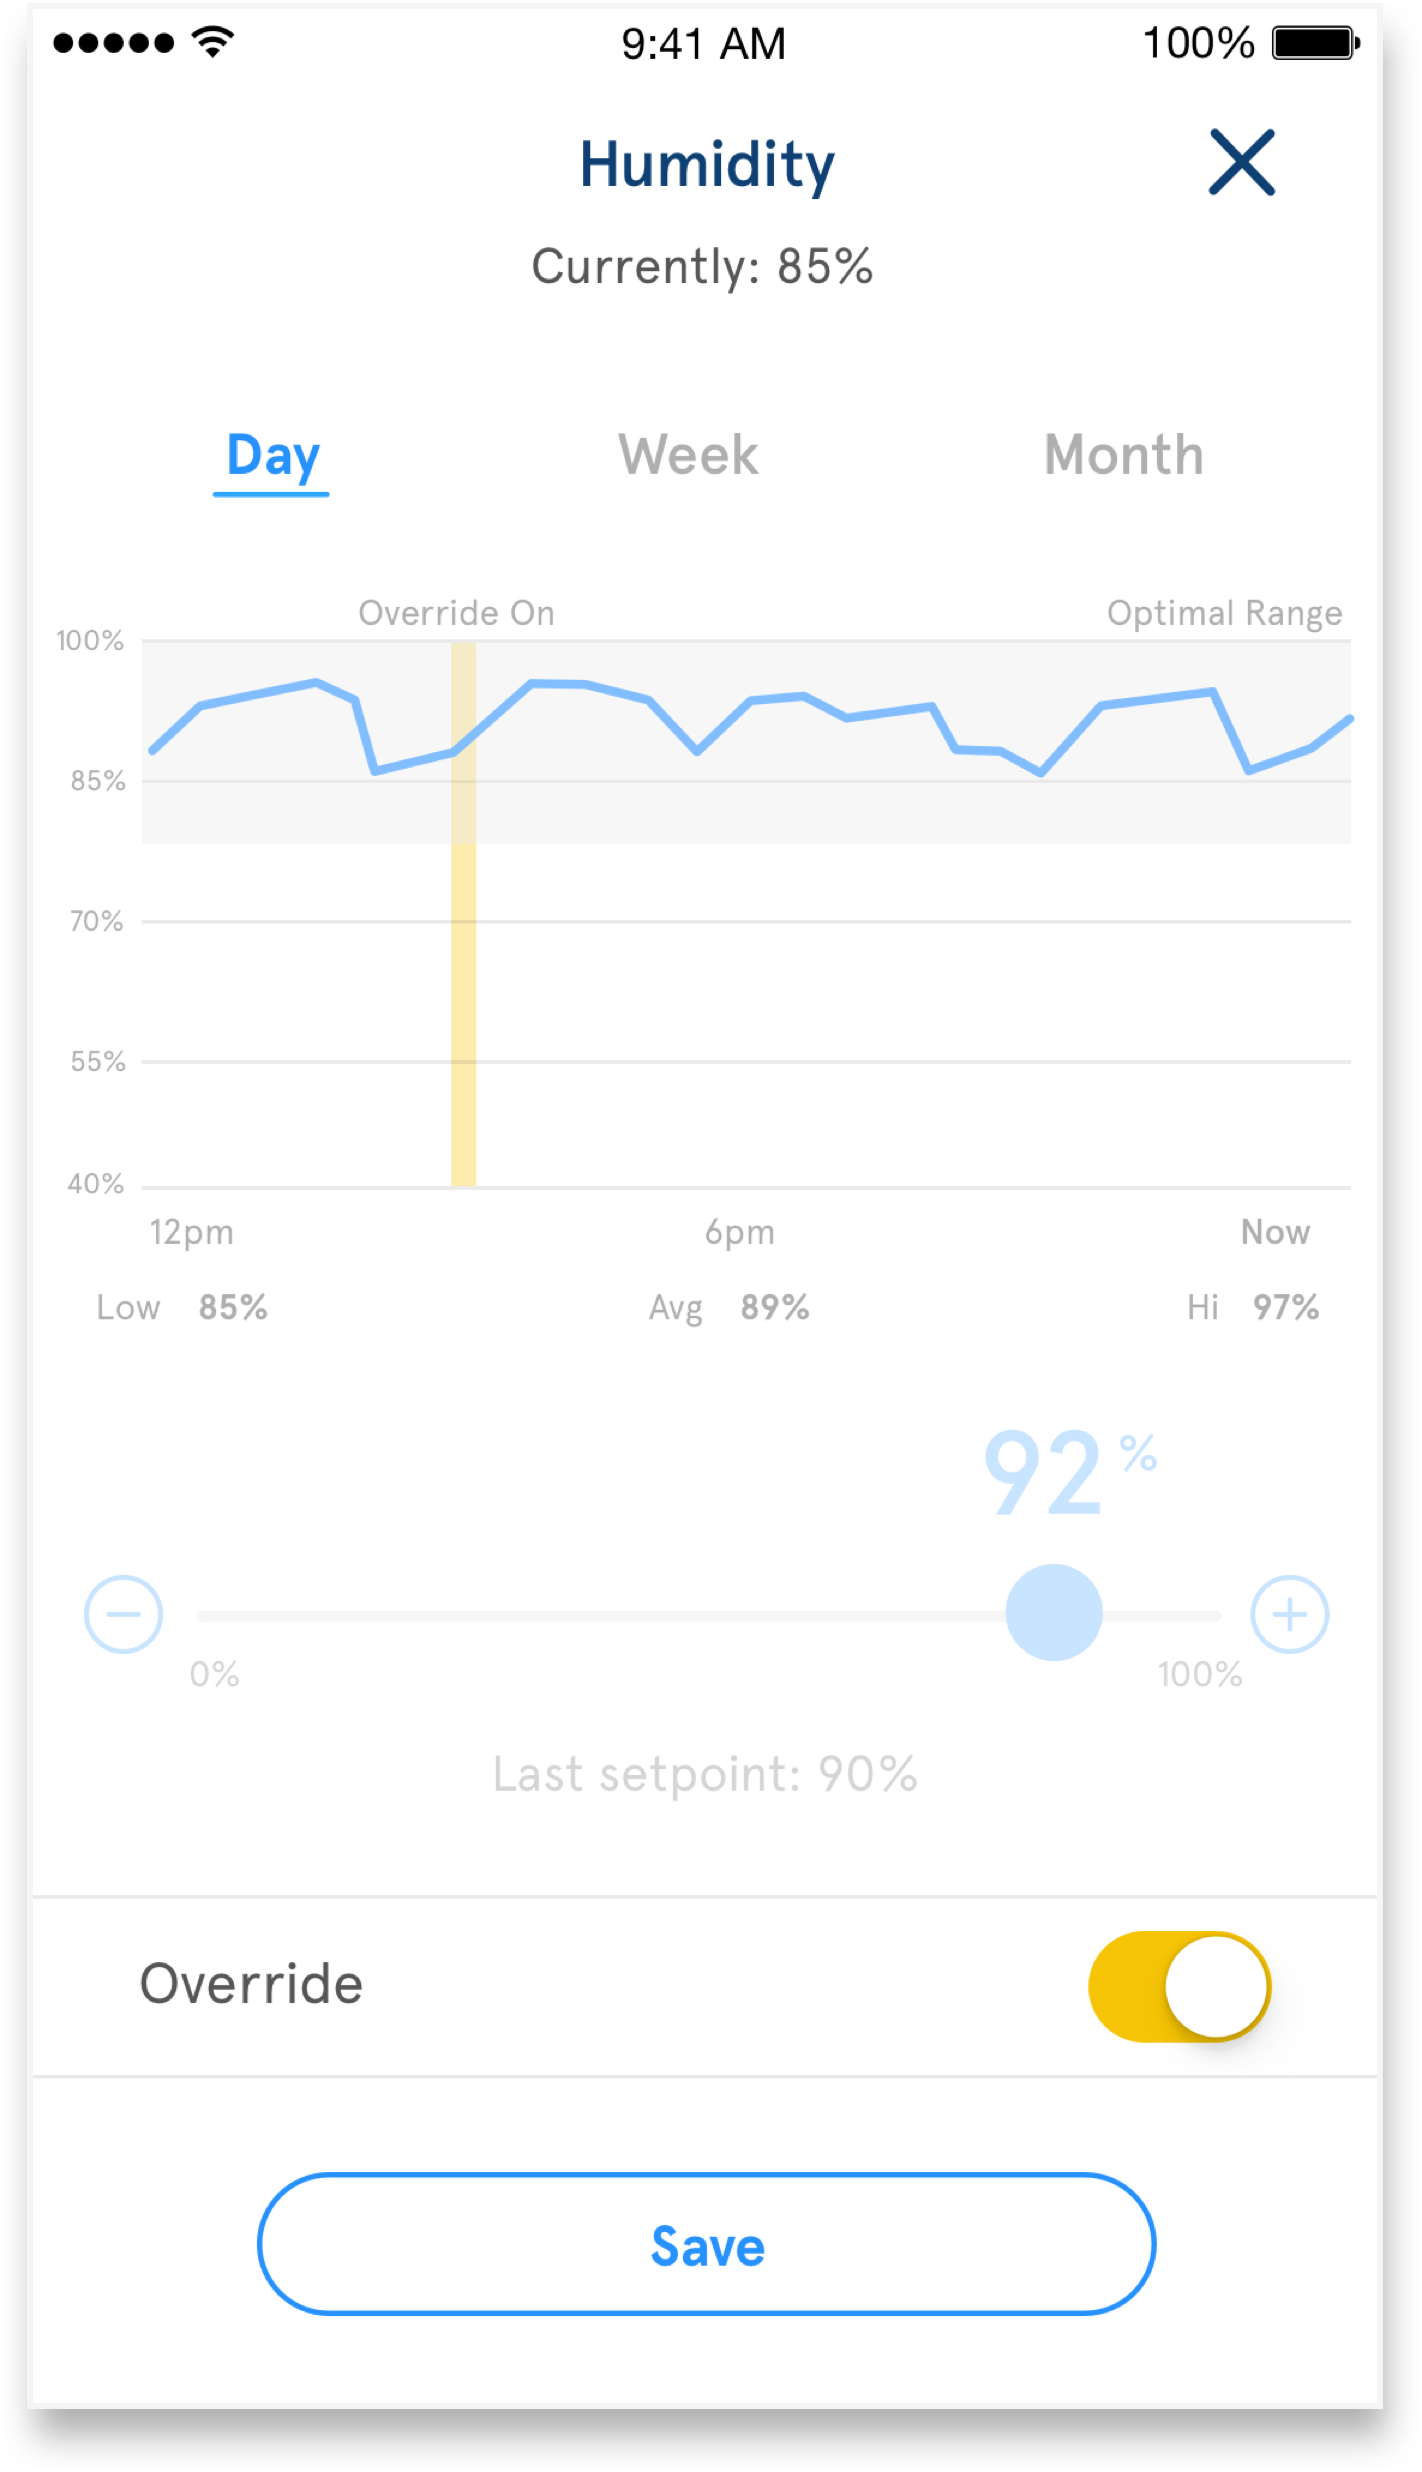 9:41 AM 100%
Humidity
Currently: 85%
Day Week Month
Override On Optimal Range
100%
85%
70%
55%
40%
12pm 6pm Now
Low 85% Avg 89% Hi 97%
92%
0% 100%
Last setpoint: 90%
Override
Save